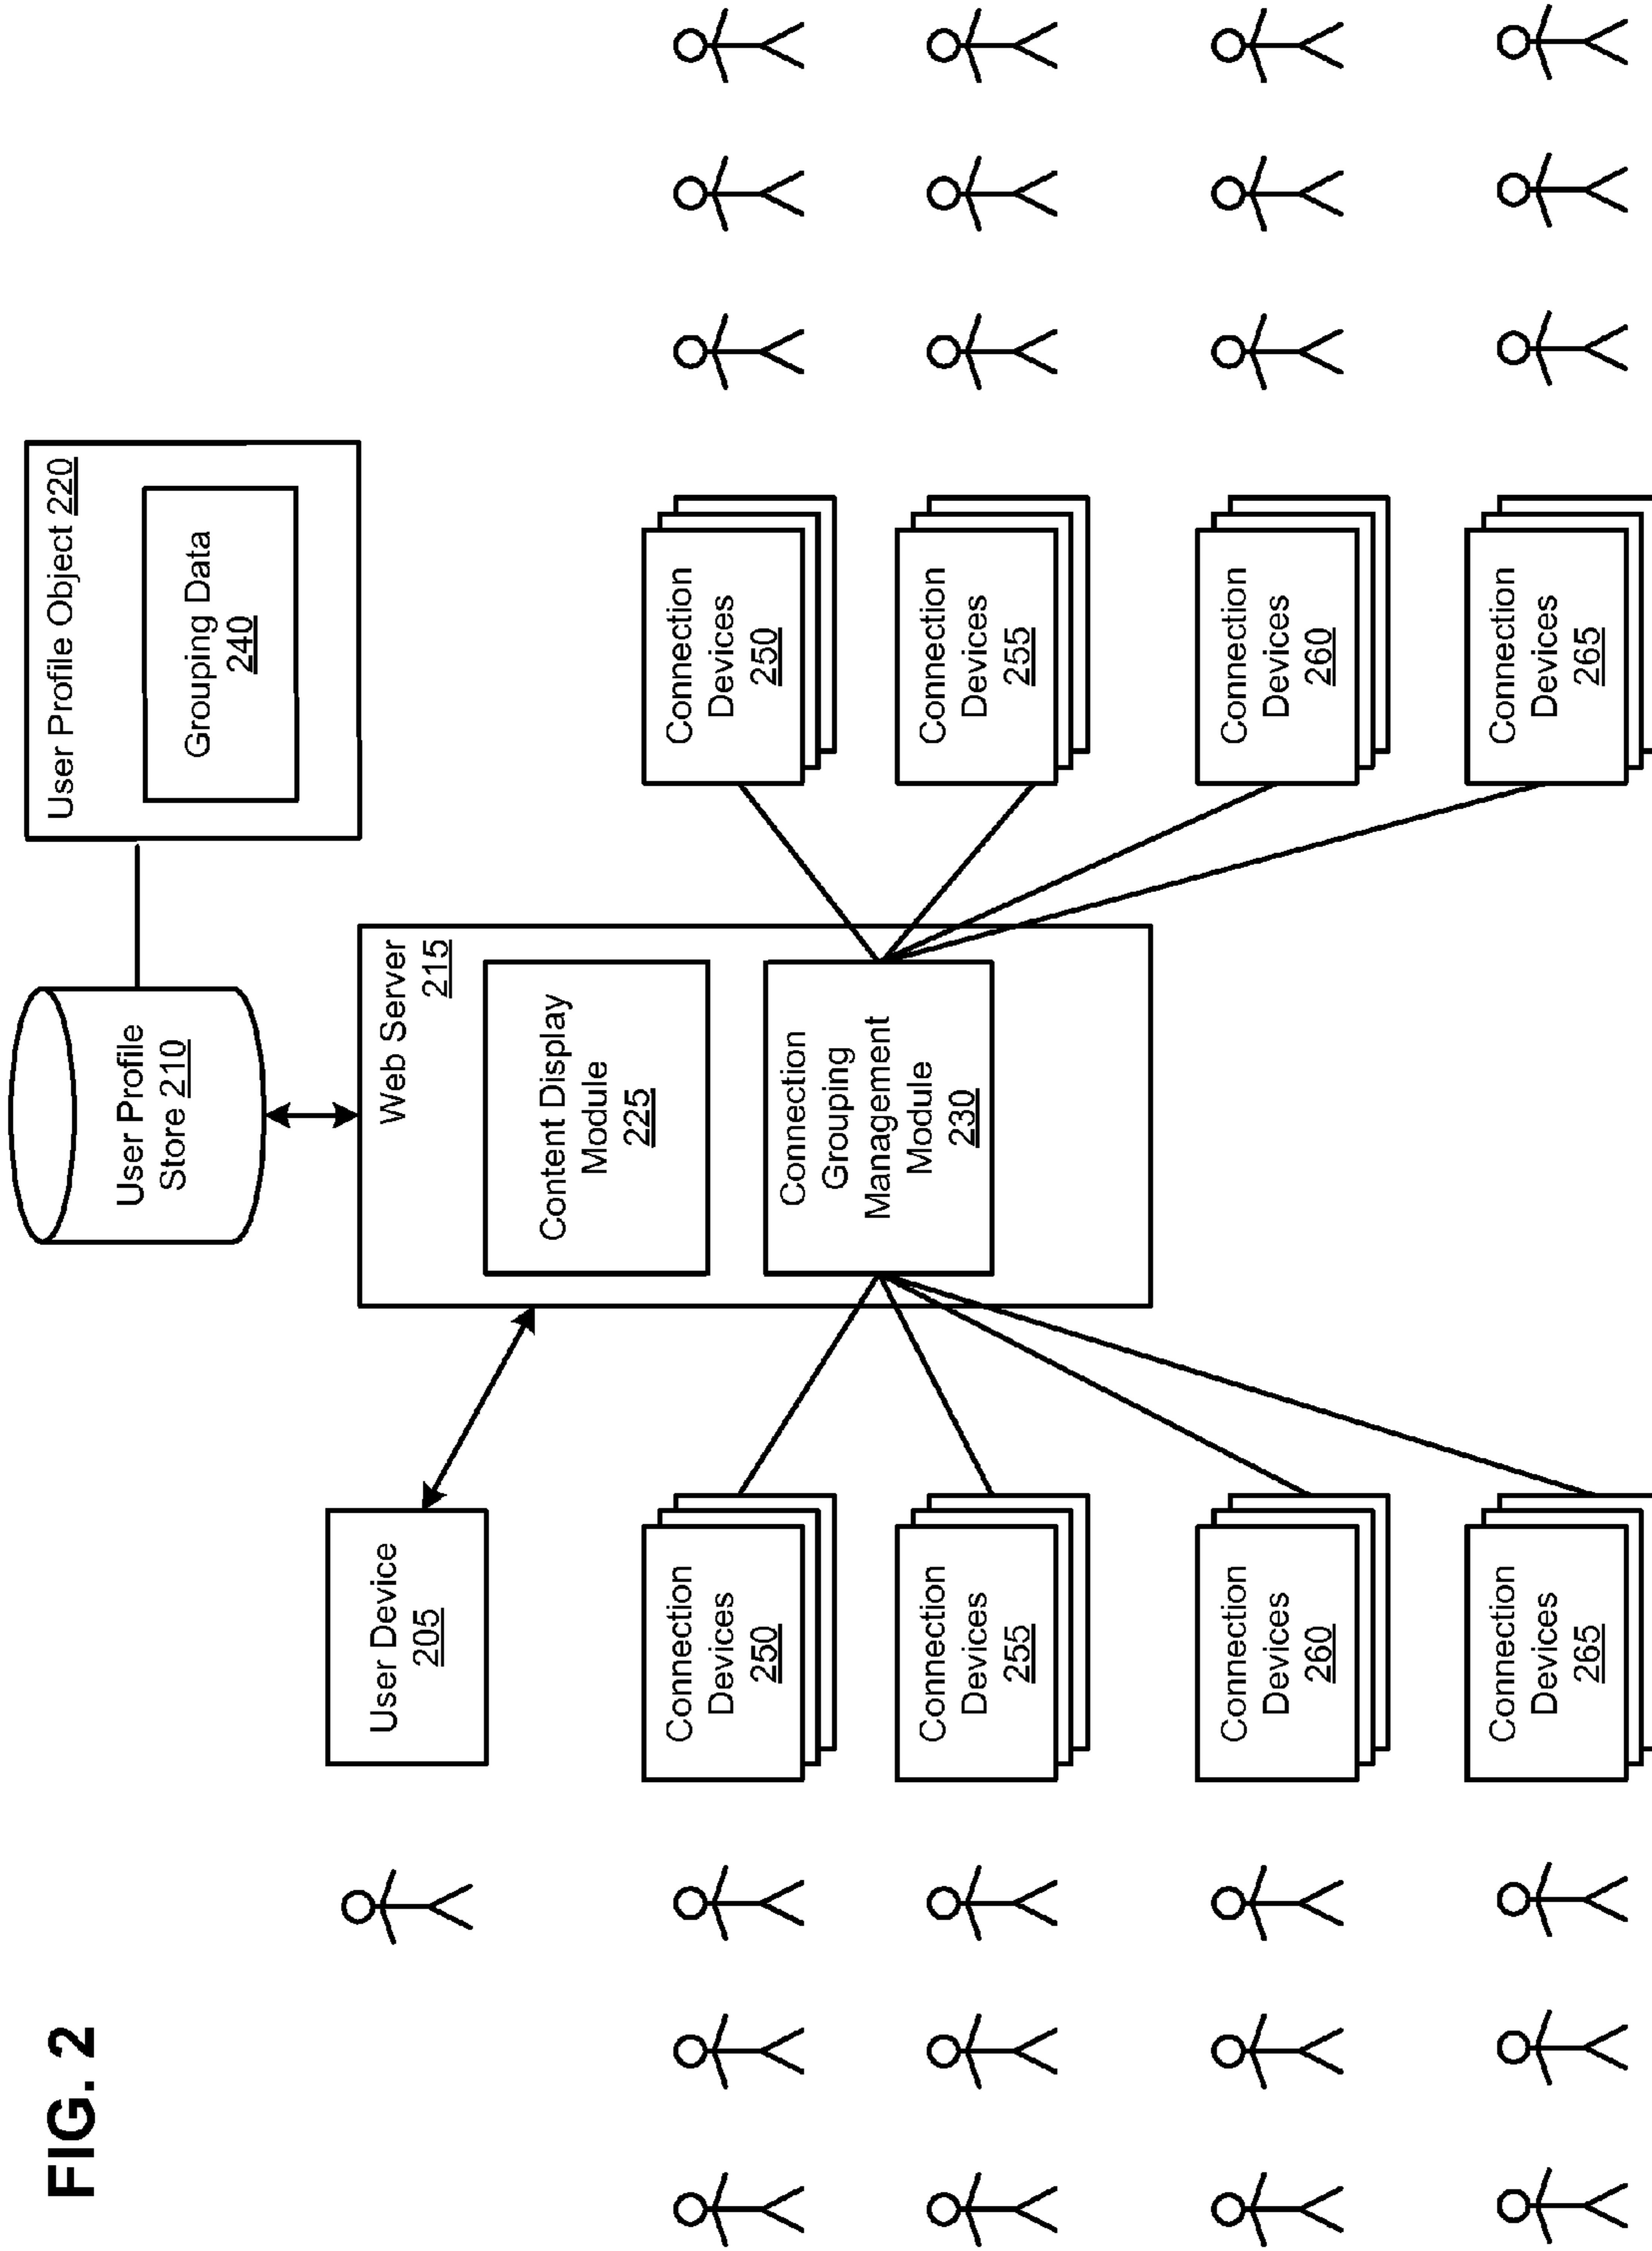 FIG. 2
User Profile
Store 210
User Profile Object 220
Grouping Data
240
User Device
205
Web Server
215
Content Display
Module
225
Connection
Grouping
Management
Module
230
Connection
Devices
250
Connection
Devices
250
Connection
Devices
255
Connection
Devices
255
Connection
Devices
260
Connection
Devices
260
Connection
Devices
265
Connection
Devices
265